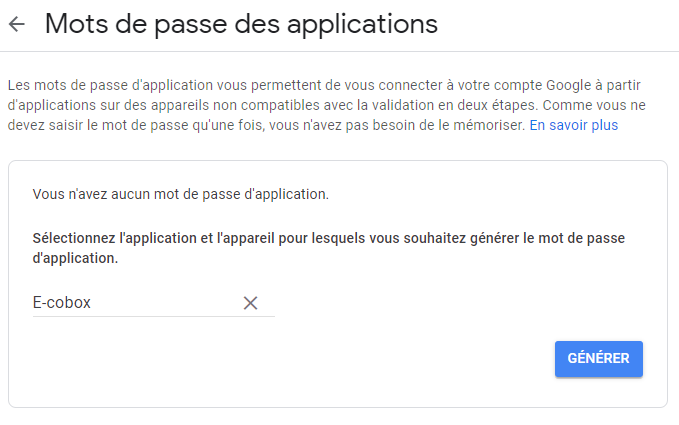 Mots de passe des applications
Les mots de passe d'application vous permettent de vous connecter à votre compte Google à partir
d'applications sur des appareils non compatibles avec la validation en deux étapes. Comme vous ne
devez saisir le mot de passe qu'une fois, vous n'avez pas besoin de le mémoriser. En savoir plus
Vous n'avez aucun mot de passe d'application.
Sélectionnez l'application et l'appareil pour lesquels vous souhaitez générer le mot de passe
d'application.
E-cobox
GÉNÉRER